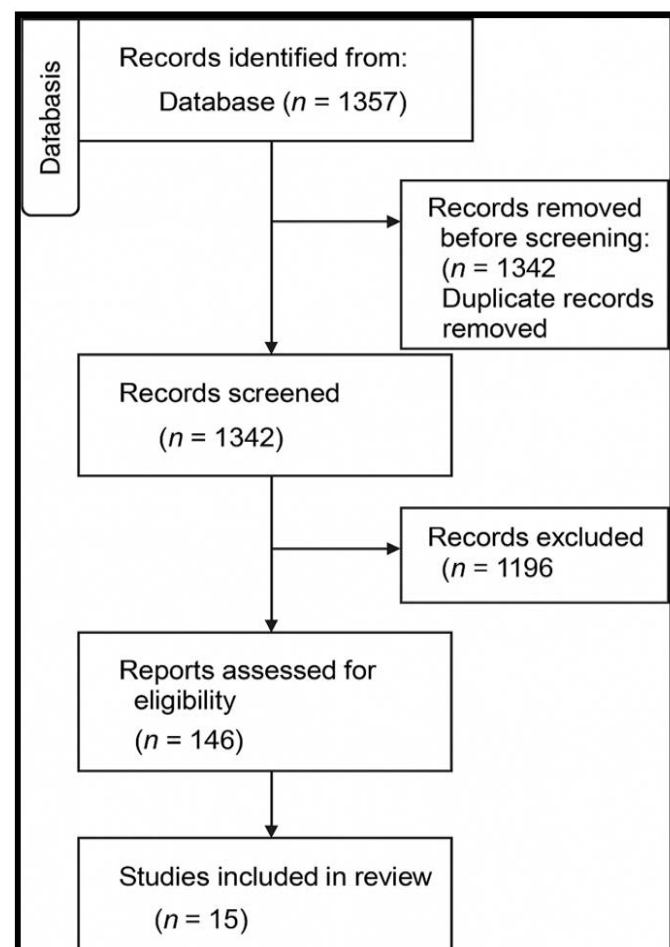 Databasis
Records identified from:
Database (n = 1357)
Records removed
before screening:
(n = 1342
Duplicate records
removed
Records screened
(n = 1342)
Records excluded
(n = 1196
Reports assessed for
eligibility
(n = 146)
Studies included in review
(n = 15)